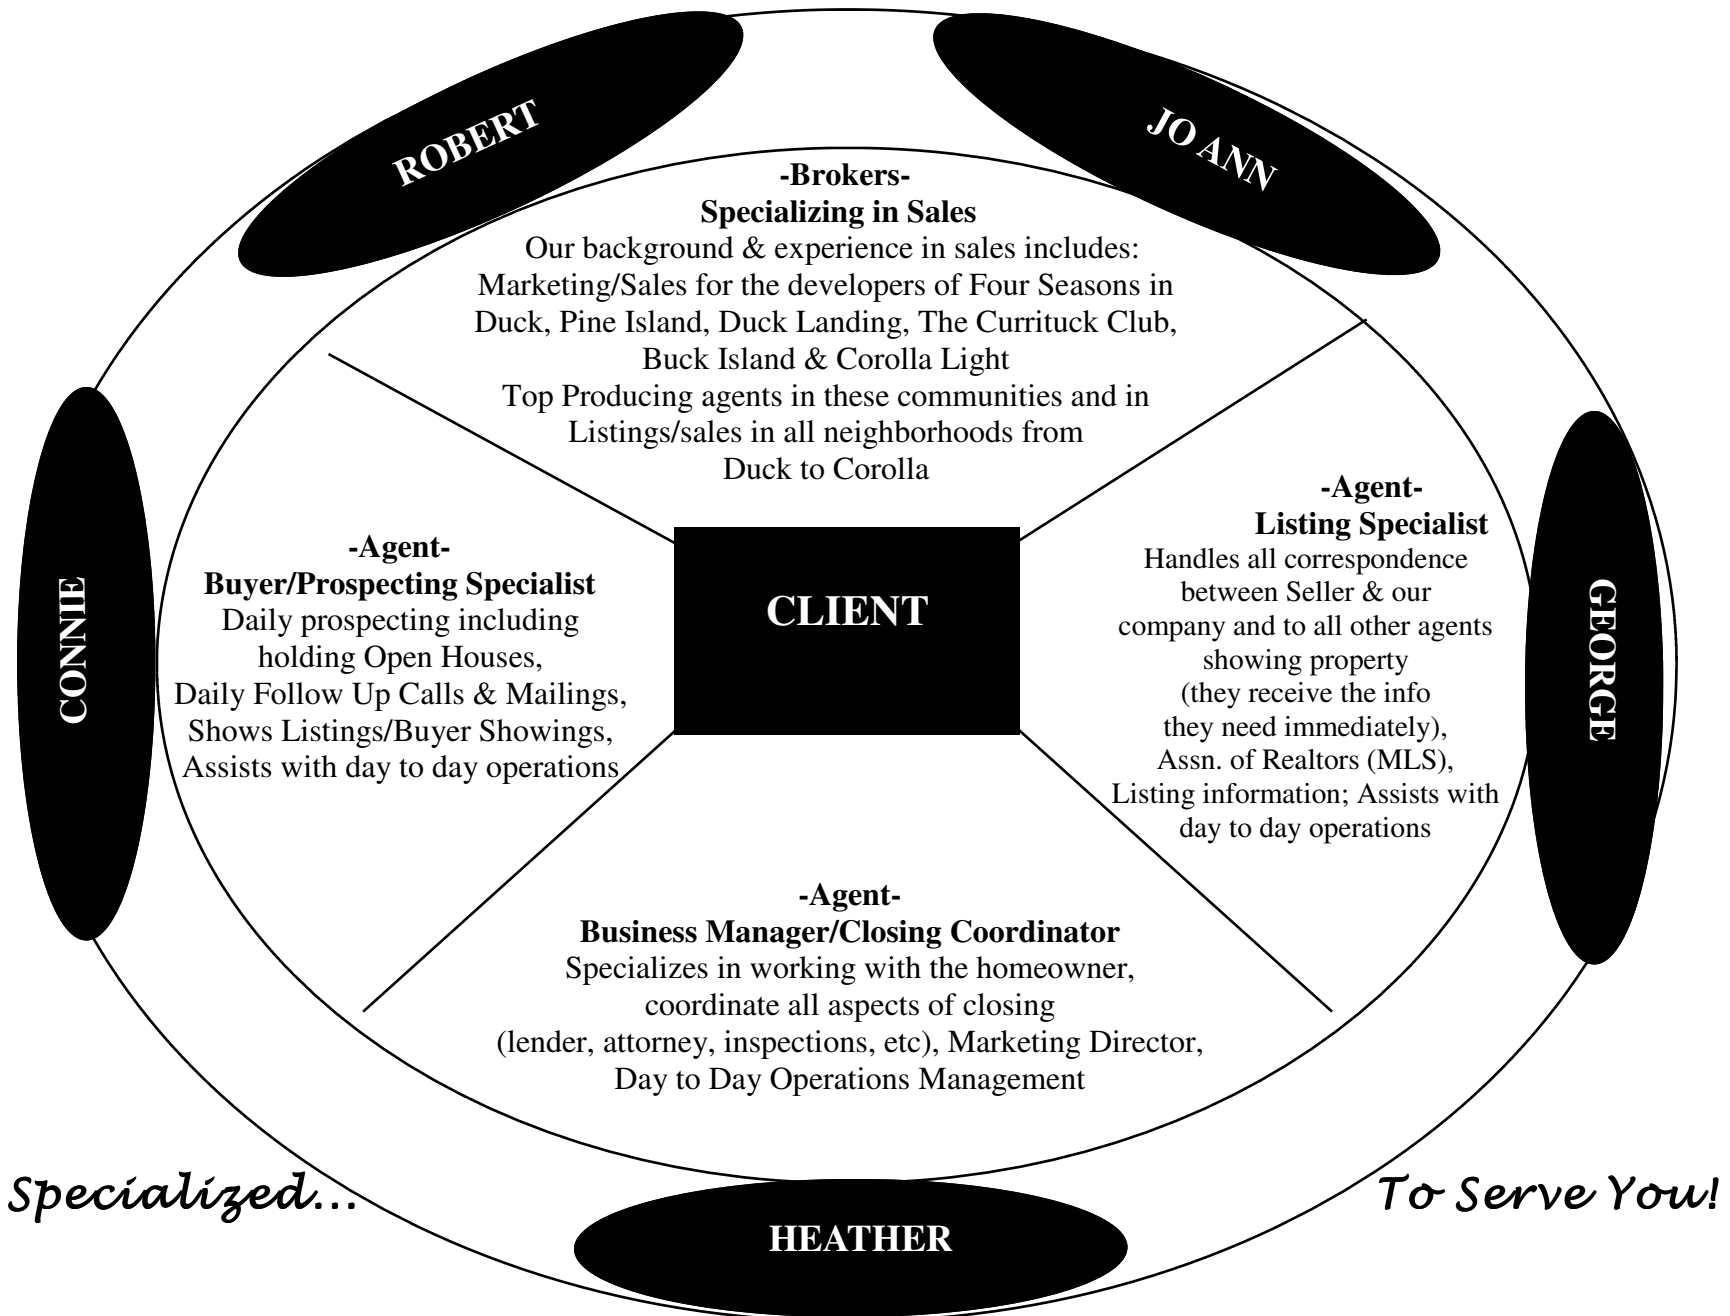 ROBERT
JO ANN
-Brokers-
Specializing in Sales
Our background & experience in sales includes:
Marketing/Sales for the developers of Four Seasons in
Duck, Pine Island, Duck Landing, The Currituck Club,
Buck Island & Corolla Light
Top Producing agents in these communities and in
Listings/sales in all neighborhoods from
Duck to Corolla
CONNIE
-Agent-
Buyer/Prospecting Specialist
Daily prospecting including
holding Open Houses,
Daily Follow Up Calls & Mailings,
Shows Listings/Buyer Showings,
Assists with day to day operations
CLIENT
-Agent-
Listing Specialist
Handles all correspondence
between Seller & our
company and to all other agents
showing property
(they receive the info
they need immediately),
Assn. of Realtors (MLS),
Listing information; Assists with
day to day operations
GEORGE
-Agent-
Business Manager/Closing Coordinator
Specializes in working with the homeowner,
coordinate all aspects of closing
(lender, attorney, inspections, etc), Marketing Director,
Day to Day Operations Management
Specialized...
To Serve You!
HEATHER